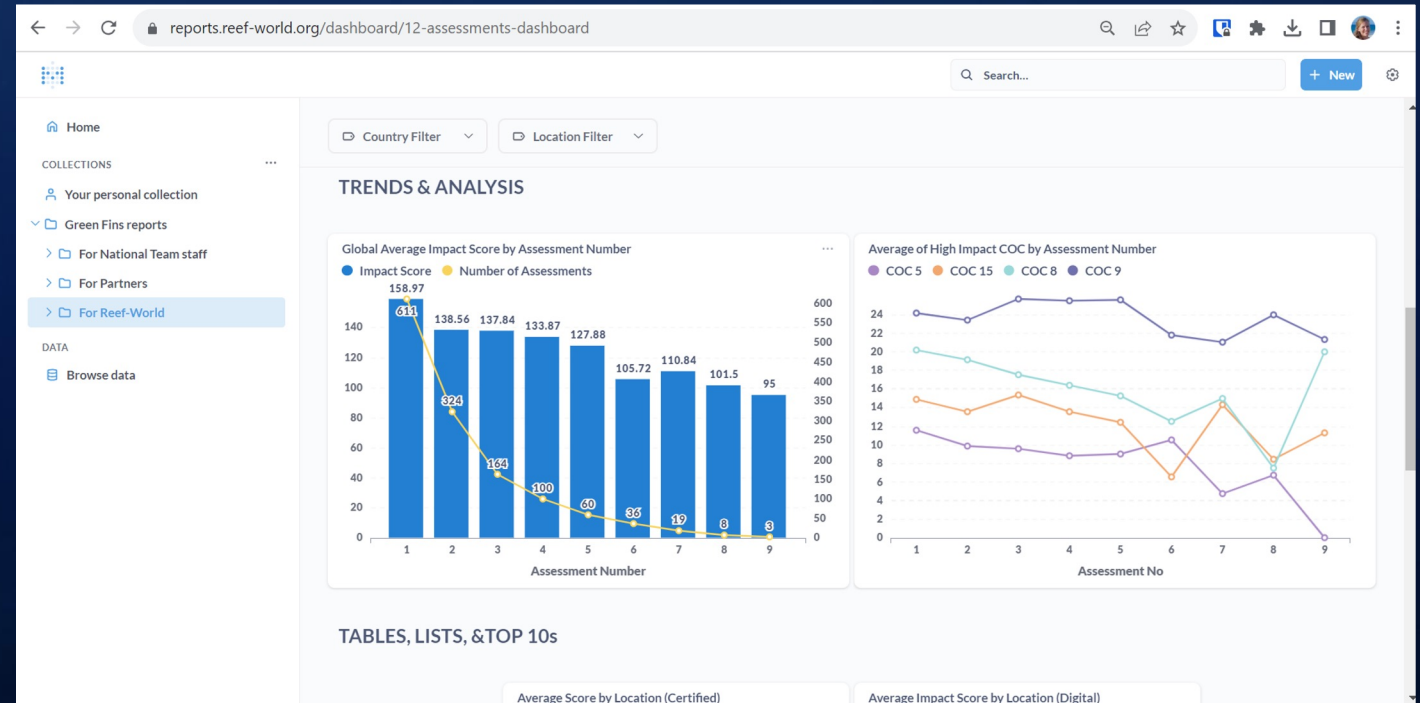 reports.reef-world.org/dashboard/12-assessments-dashboard
Search...
+ New
Home
COLLECTIONS
...
Your personal collection
Green Fins reports
For National Team staff
For Partners
For Reef-World
DATA
Browse data
Country Filter
Location Filter
TRENDS & ANALYSIS
Global Average Impact Score by Assessment Number
...
Impact Score Number of Assessments
158.97
138.56 137.84 133.87 127.88 105.72 110.84 101.5 95
611 324 164 100 60 36 19 8 3
140
120
100
80
60
40
20
0
600
550
500
450
400
350
300
250
200
150
100
50
0
1 2 3 4 5 6 7 8 9
Assessment Number
Average of High Impact COC by Assessment Number
COC 5 COC 15 COC 8 COC 9
24
22
20
18
16
14
12
10
8
6
4
2
0
1 2 3 4 5 6 7 8 9
Assessment No
TABLES, LISTS, &TOP 10s
Average Score by Location (Certified)
Average Impact Score by Location (Digital)